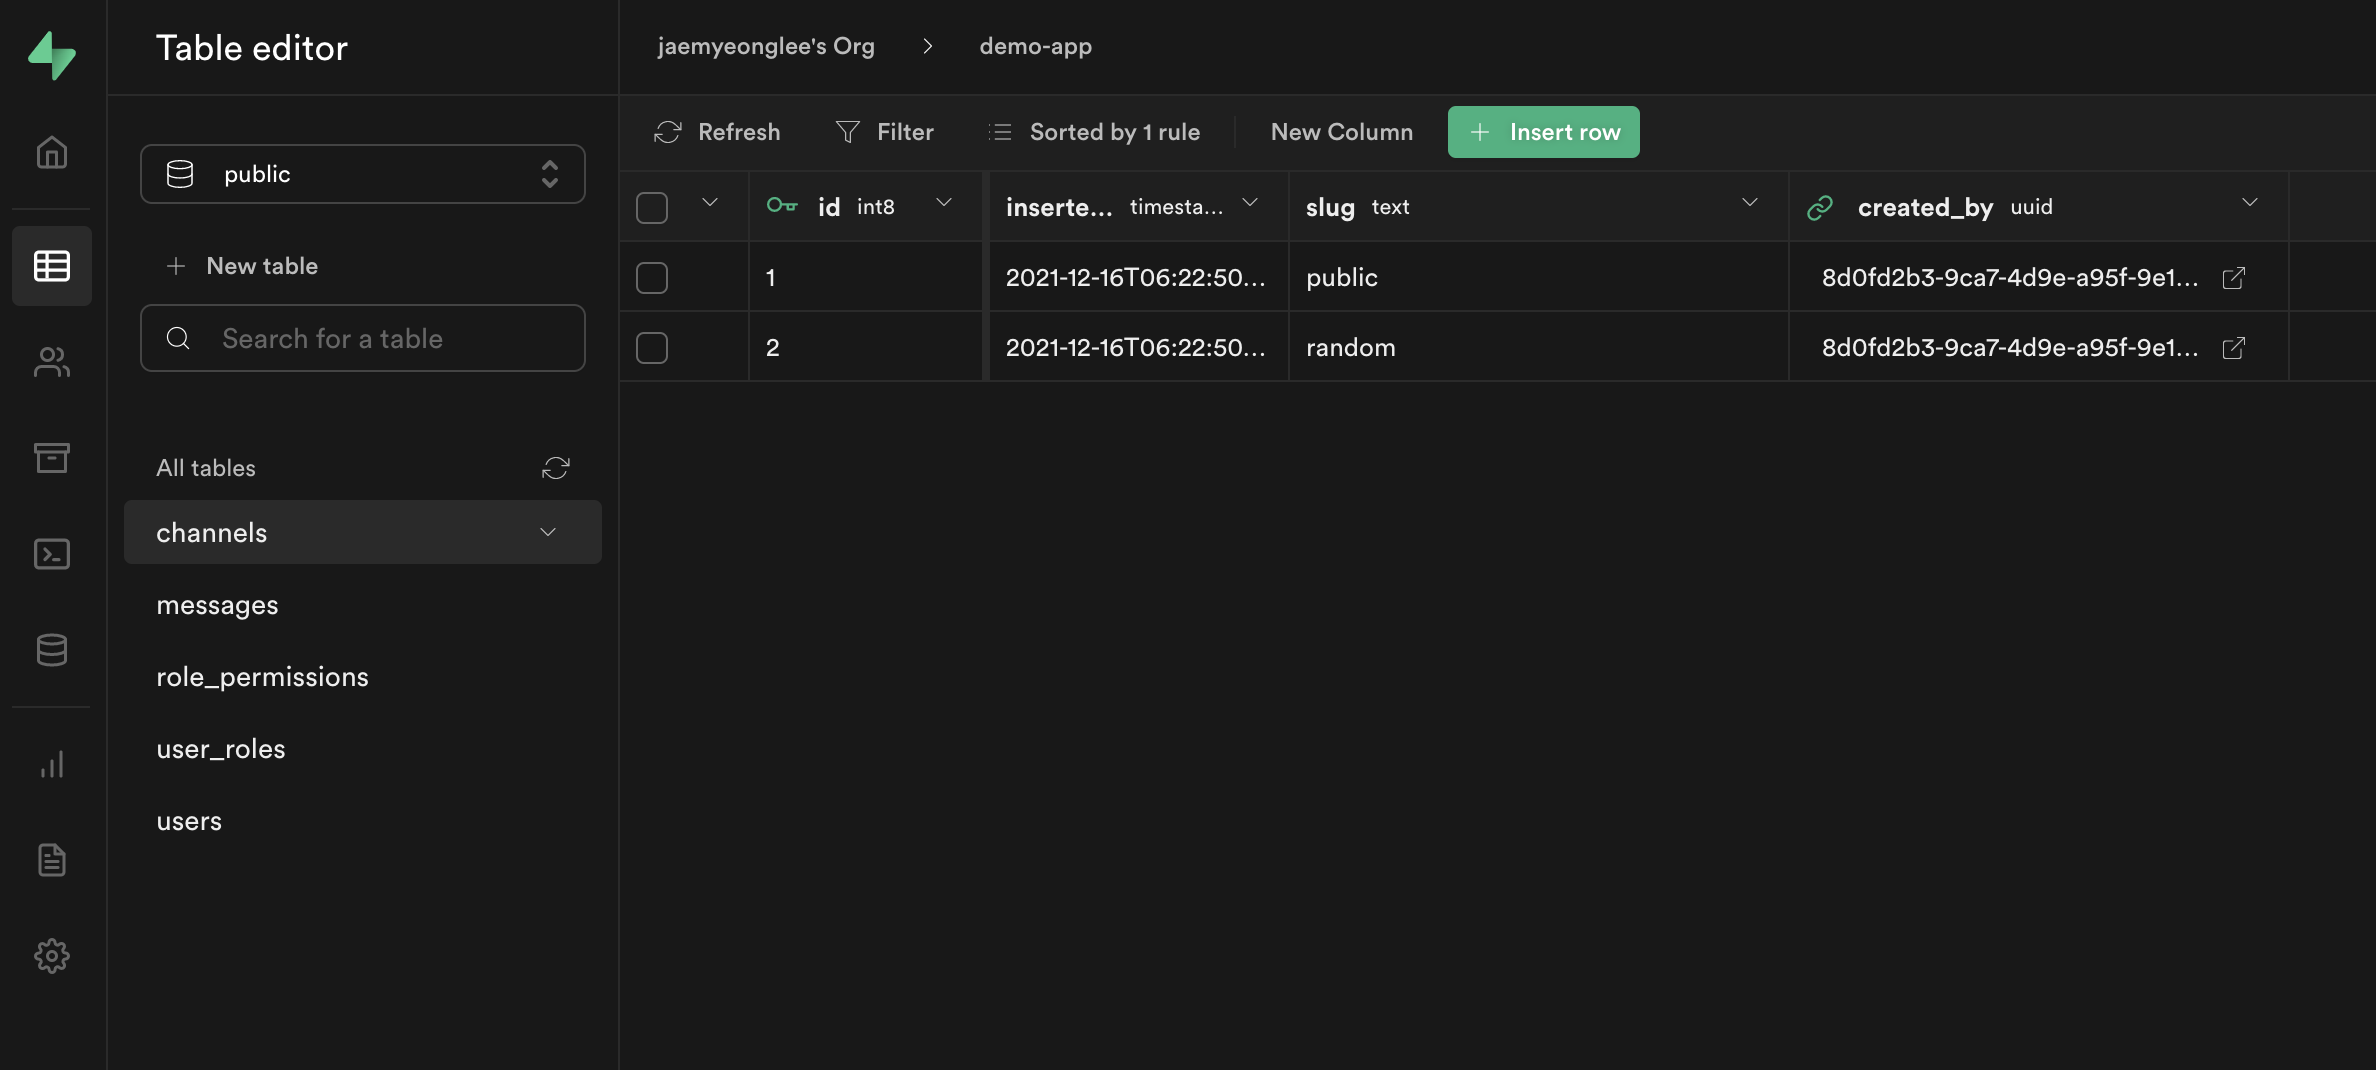 Table editor
jaemyeonglee's Org > demo-app
public
New table
Search for a table
All tables
channels
messages
role_permissions
user_roles
users
Refresh Filter Sorted by 1 rule New Column + Insert row
id int8 inserte... timesta... slug text created_by uuid
1 2021-12-16T06:22:50... public 8d0fd2b3-9ca7-4d9e-a95f-9e1...
2 2021-12-16T06:22:50... random 8d0fd2b3-9ca7-4d9e-a95f-9e1...